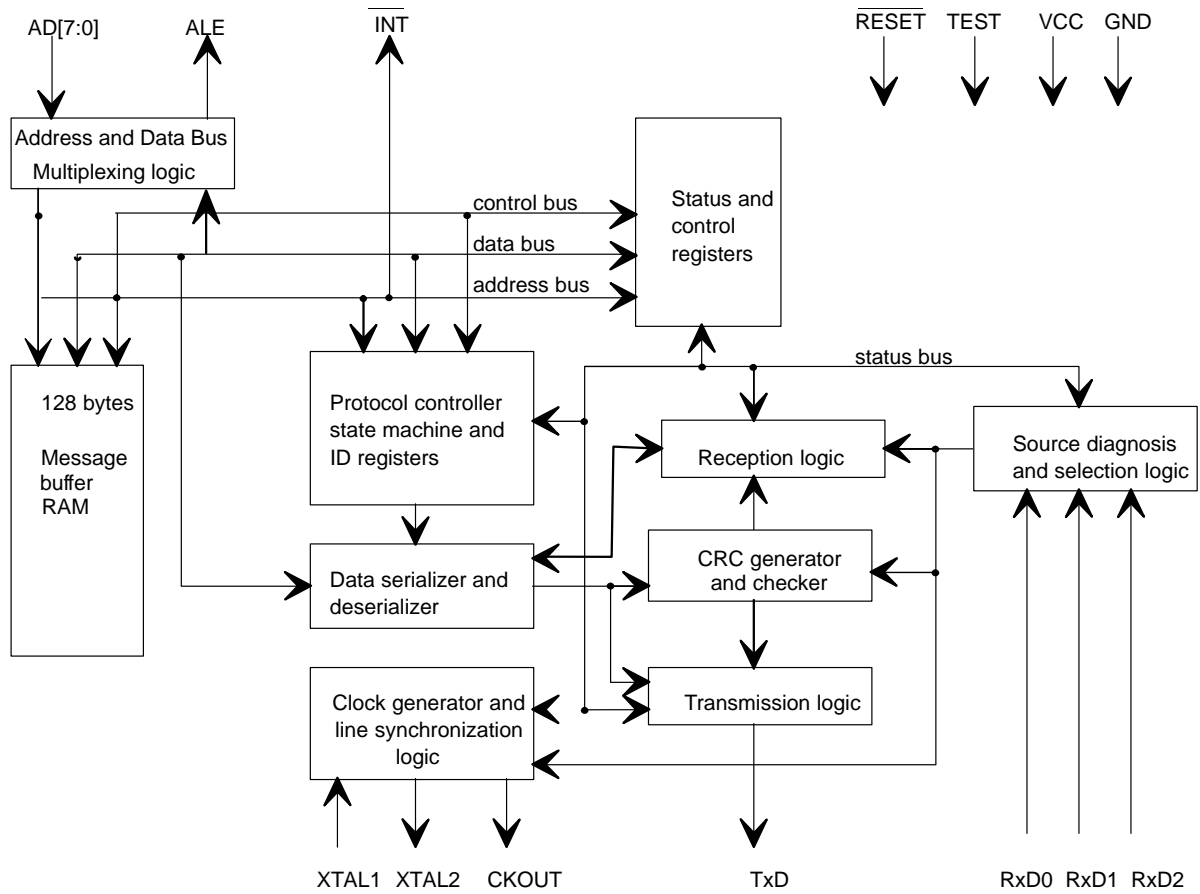 AD[7:0]
ALE
INT
RESET
TEST
VCC
GND
Address and Data Bus
Multiplexing logic
control bus
data bus
address bus
Status and
control
registers
status bus
128 bytes
Message
buffer
RAM
Protocol controller
state machine and
ID registers
Reception logic
Source diagnosis
and selection logic
Data serializer and
deserializer
CRC generator
and checker
Clock generator and
line synchronization
logic
Transmission logic
XTAL1
XTAL2
CKOUT
TxD
RxD0
RxD1
RxD2